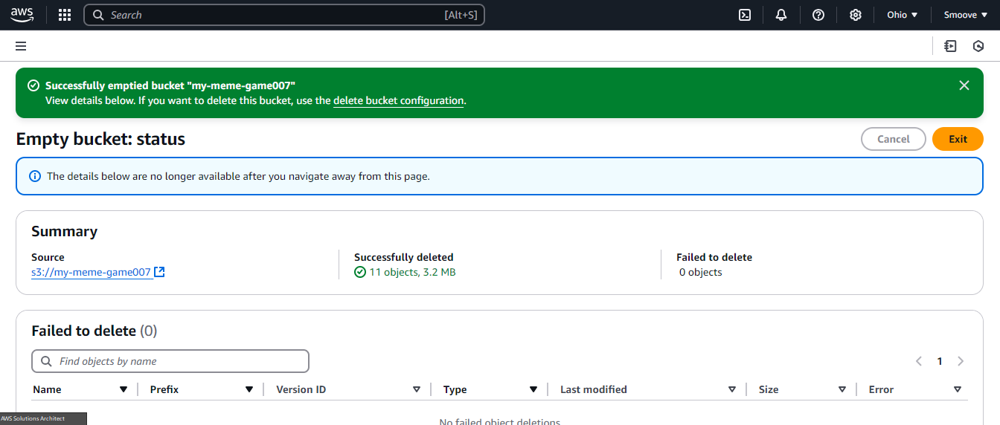 aws
Search [Alt+S] Ohio ▼ Smoove ▼
Successfully emptied bucket "my-meme-game007"
View details below. If you want to delete this bucket, use the delete bucket configuration.
Empty bucket: status
Cancel Exit
The details below are no longer available after you navigate away from this page.
Summary
Source Successfully deleted Failed to delete
s3://my-meme-game007 11 objects, 3.2 MB 0 objects
Failed to delete (0)
Find objects by name 1
Name Prefix Version ID Type Last modified Size Error
No failed object deletions
AWS Solutions Architect